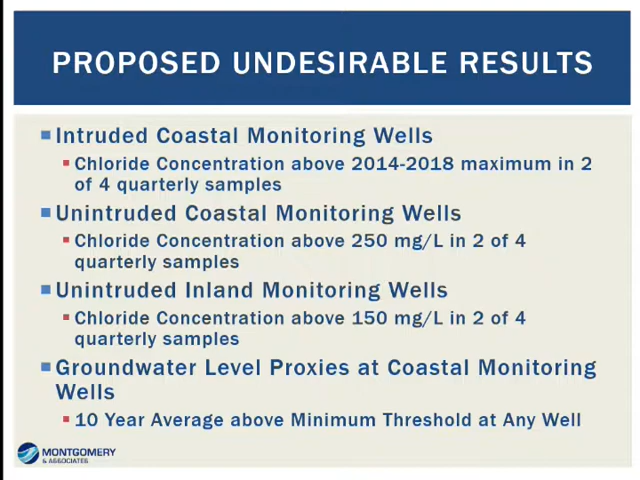 PROPOSED UNDESIRABLE RESULTS
Intruded Coastal Monitoring Wells
Chloride Concentration above 2014-2018 maximum in 2
of 4 quarterly samples
Unintruded Coastal Monitoring Wells
Chloride Concentration above 250 mg/L in 2 of 4
quarterly samples
Unintruded Inland Monitoring Wells
Chloride Concentration above 150 mg/L in 2 of 4
quarterly samples
Groundwater Level Proxies at Coastal Monitoring
Wells
10 Year Average above Minimum Threshold at Any Well
MONTGOMERY
& ASSOCIATES